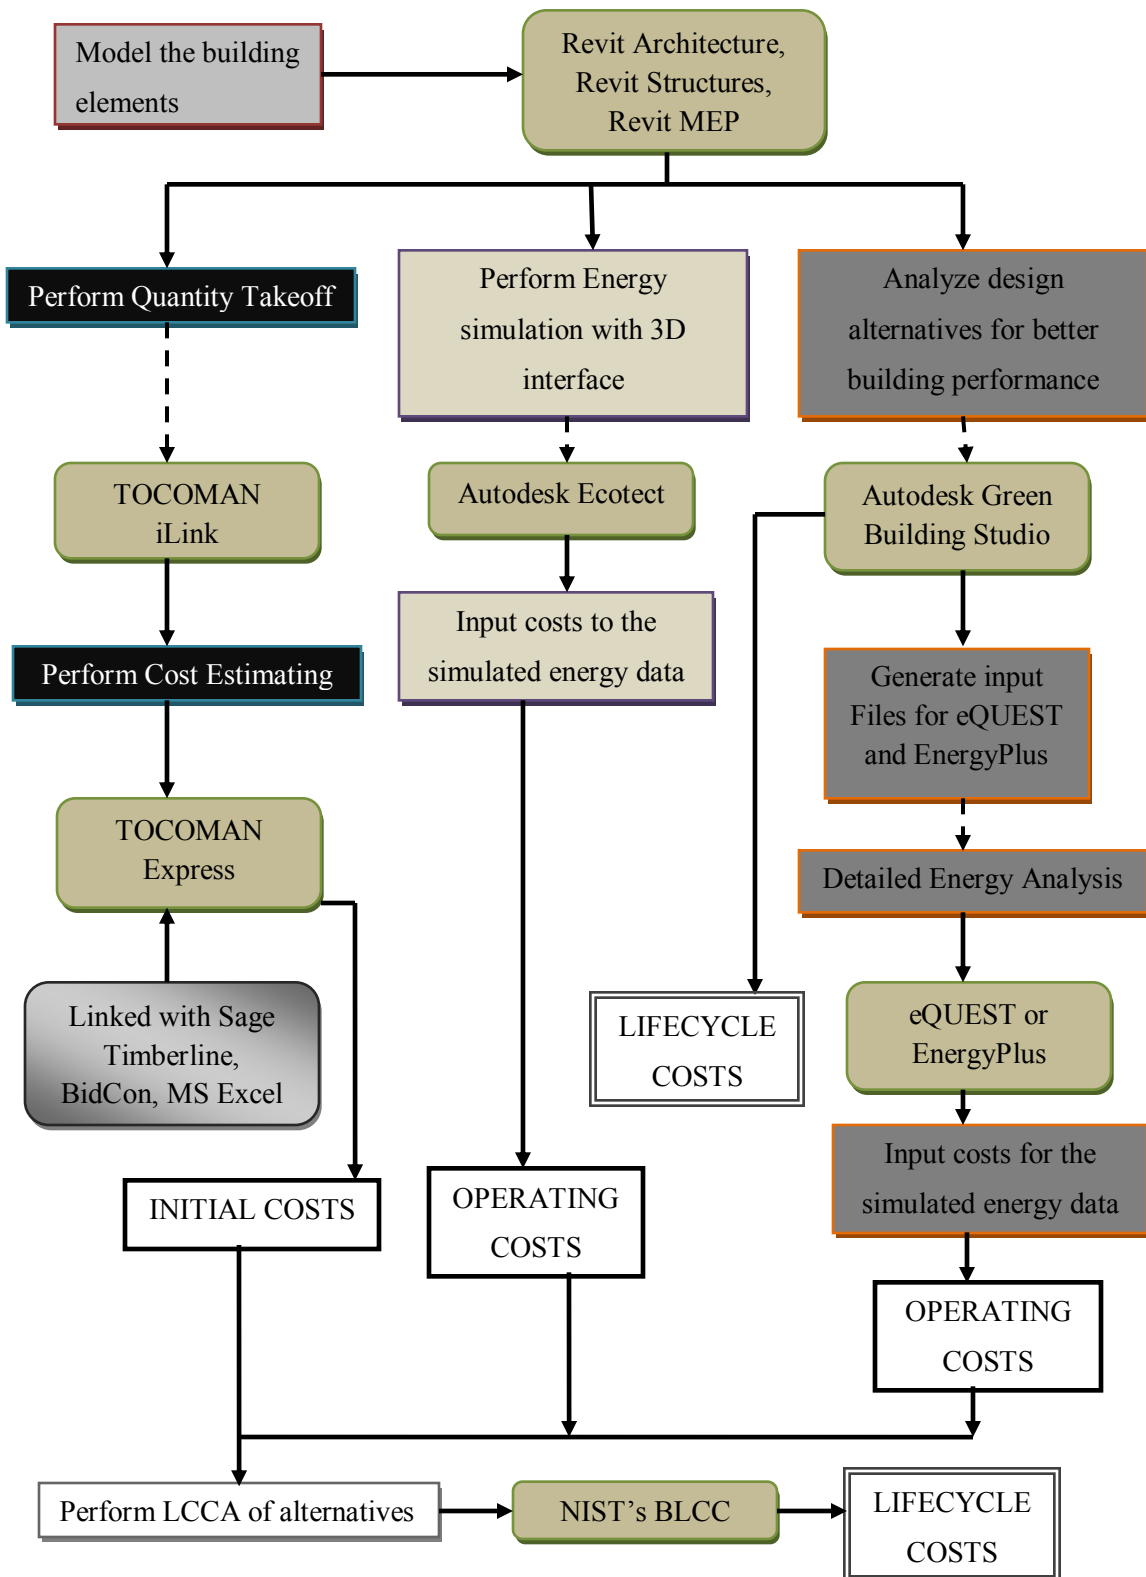 Model the building
elements
Revit Architecture,
Revit Structures,
Revit MEP
Perform Quantity Takeoff
Perform Energy
simulation with 3D
interface
Analyze design
alternatives for better
building performance
TOCOMAN
iLink
Autodesk Ecotect
Autodesk Green
Building Studio
Perform Cost Estimating
Input costs to the
simulated energy data
Generate input
Files for eQUEST
and EnergyPlus
TOCOMAN
Express
Detailed Energy Analysis
Linked with Sage
Timberline,
BidCon, MS Excel
LIFECYCLE
COSTS
eQUEST or
EnergyPlus
Input costs for the
simulated energy data
INITIAL COSTS
OPERATING
COSTS
OPERATING
COSTS
Perform LCCA of alternatives
NIST's BLCC
LIFECYCLE
COSTS